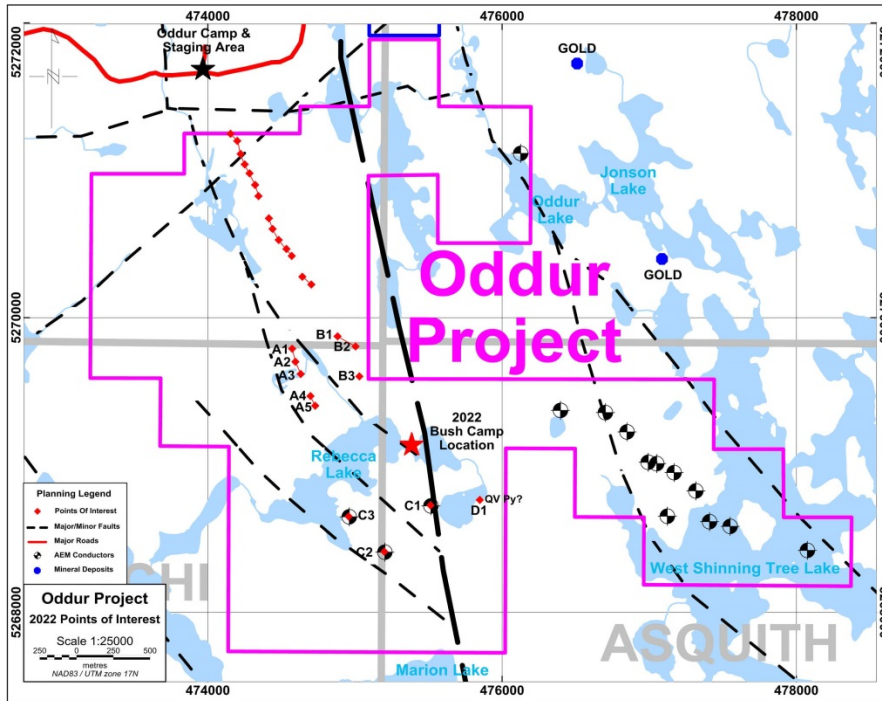 474000
476000
478000
5272000
Oddur Camp &
Staging Area
GOLD
Jonson
Lake
Oddur
Lake
GOLD
Oddur
Project
5270000
B1
B2
B3
A1
A2
A3
A4
A5
2022
Bush Camp
Location
Rebecca
Lake
C1
QV Py?
D1
C3
C2
West Shinning Tree Lake
Planning Legend
Points Of Interest
Major/Minor Faults
Major Roads
AEM Conductors
Mineral Deposits
CHI
ASQUITH
5268000
Oddur Project
2022 Points of Interest
Scale 1:25000
250 0 250 500
metres
NAD83 / UTM zone 17N
Marion Lake
474000
476000
478000